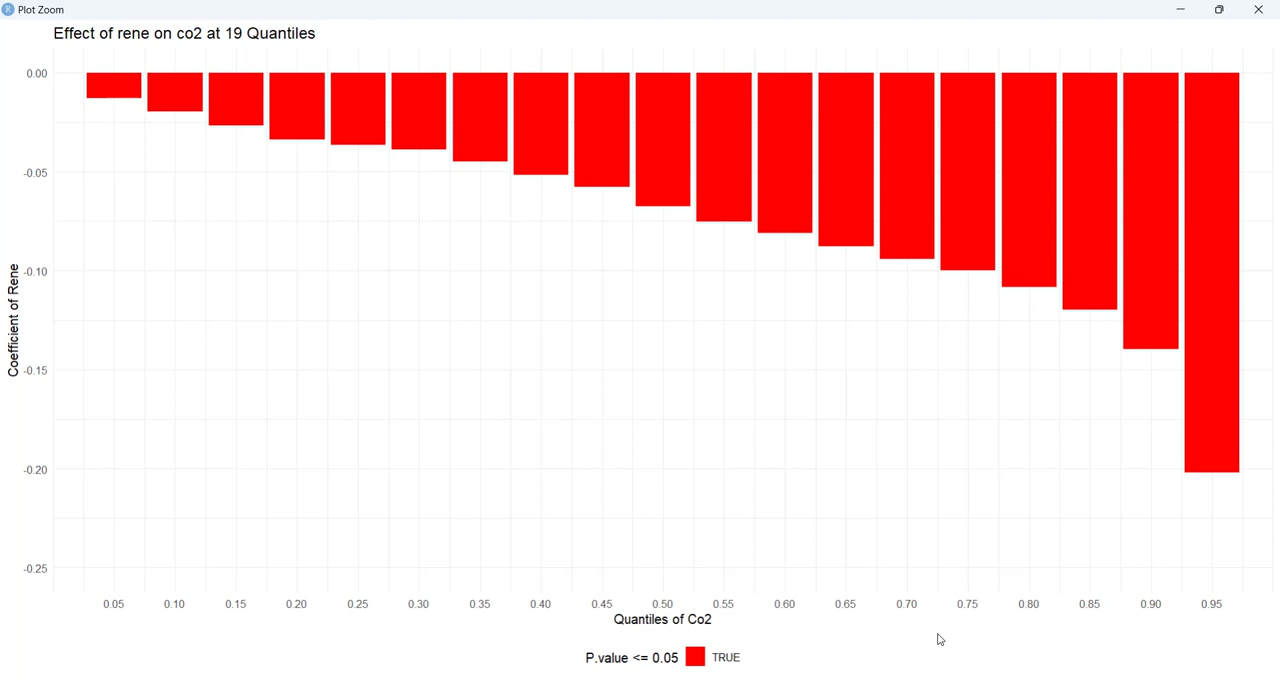 R Plot Zoom
Effect of rene on co2 at 19 Quantiles
0.00
-0.05
-0.10
-0.15
-0.20
-0.25
Coefficient of Rene
0.05 0.10 0.15 0.20 0.25 0.30 0.35 0.40 0.45 0.50 0.55 0.60 0.65 0.70 0.75 0.80 0.85 0.90 0.95
Quantiles of Co2
P.value <= 0.05 TRUE